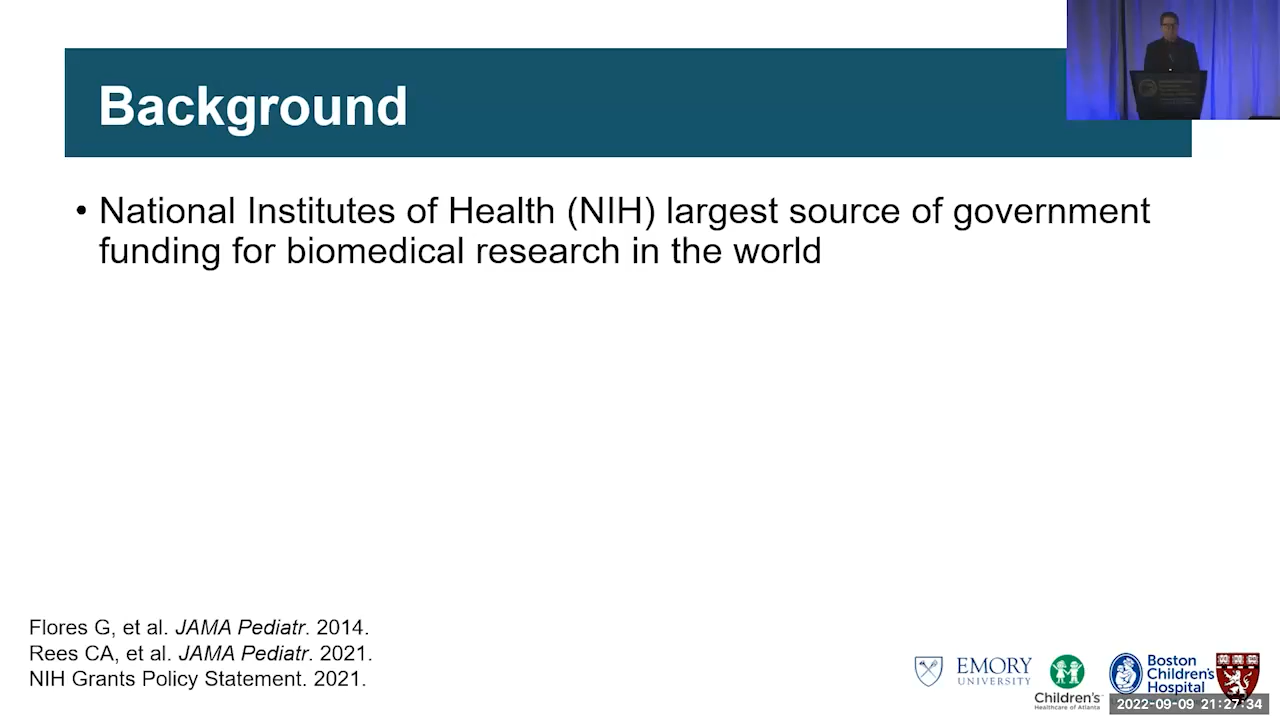 Background
• National Institutes of Health (NIH) largest source of government
funding for biomedical research in the world
Flores G, et al. JAMA Pediatr. 2014.
Rees CA, et al. JAMA Pediatr. 2021.
NIH Grants Policy Statement. 2021.
EMORY
UNIVERSITY
Children's
Healthcare of Atlanta
Boston
Children's
Hospital
2022-09-09 21:27:34